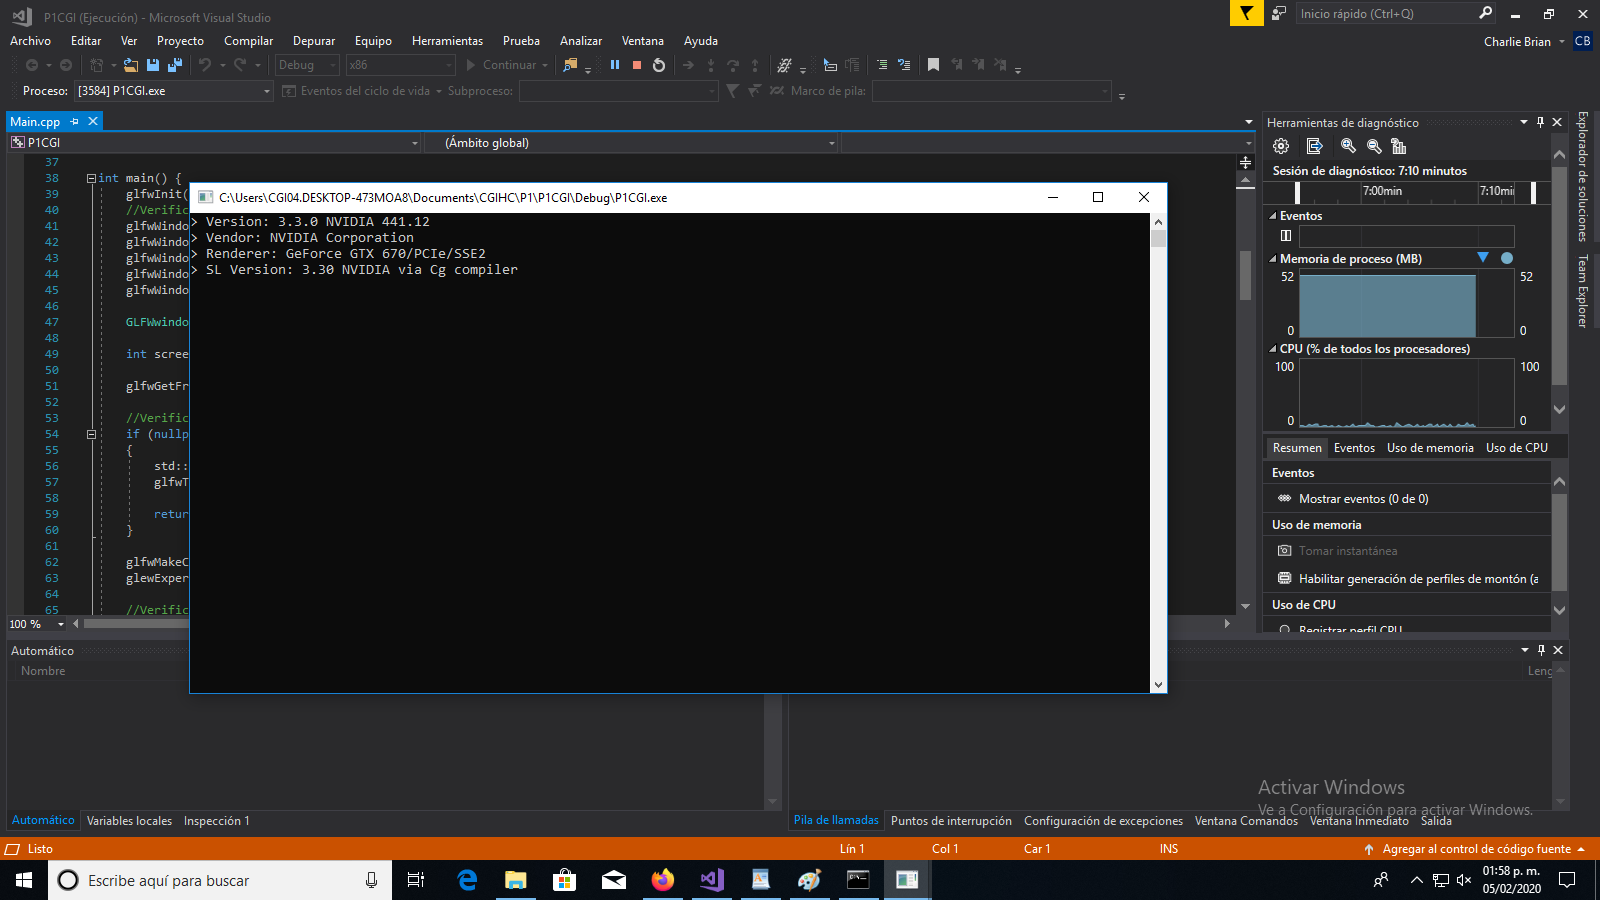 P1CGI (Ejecución) - Microsoft Visual Studio
Inicio rápido (Ctrl+Q)
Archivo Editar Ver Proyecto Compilar Depurar Equipo Herramientas Prueba Analizar Ventana Ayuda
Charlie Brian CB
Debug x86 Continuar
Proceso: [3584] P1CGI.exe Eventos del ciclo de vida Subproceso: Marco de pila:
Main.cpp
P1CGI (Ámbito global)
37
38 int main() {
39 glfwInit(
40 //Verific
41 glfwWindo
42 glfwWindo
43 glfwWindo
44 glfwWindo
45 glfwWindo
46
47 GLFWwindo
48
49 int scree
50
51 glfwGetFr
52
53 //Verific
54 if (nullp
55 {
56 std::
57 glfwT
58
59 retur
60 }
61
62 glfwMakeC
63 glewExper
64
65 //Verific
100 %
C:\Users\CGI04.DESKTOP-473MOA8\Documents\CGIHC\P1\P1CGI\Debug\P1CGI.exe
> Version: 3.3.0 NVIDIA 441.12
> Vendor: NVIDIA Corporation
> Renderer: GeForce GTX 670/PCIe/SSE2
> SL Version: 3.30 NVIDIA via Cg compiler
Herramientas de diagnóstico
Sesión de diagnóstico: 7:10 minutos
7:00min 7:10mi
Eventos
Memoria de proceso (MB)
52 52
0 0
CPU (% de todos los procesadores)
100 100
0 0
Resumen Eventos Uso de memoria Uso de CPU
Eventos
Mostrar eventos (0 de 0)
Uso de memoria
Tomar instantánea
Habilitar generación de perfiles de montón (a
Uso de CPU
Registrar perfil CPU
Explorador de soluciones
Team Explorer
Automático
Nombre
Leng
Automático Variables locales Inspección 1
Pila de llamadas Puntos de interrupción Configuración de excepciones Ventana Comandos Ventana Inmediato Salida
Activar Windows
Ve a Configuración para activar Windows.
Listo Lín 1 Col 1 Car 1 INS Agregar al control de código fuente
Escribe aquí para buscar
01:58 p. m.
05/02/2020